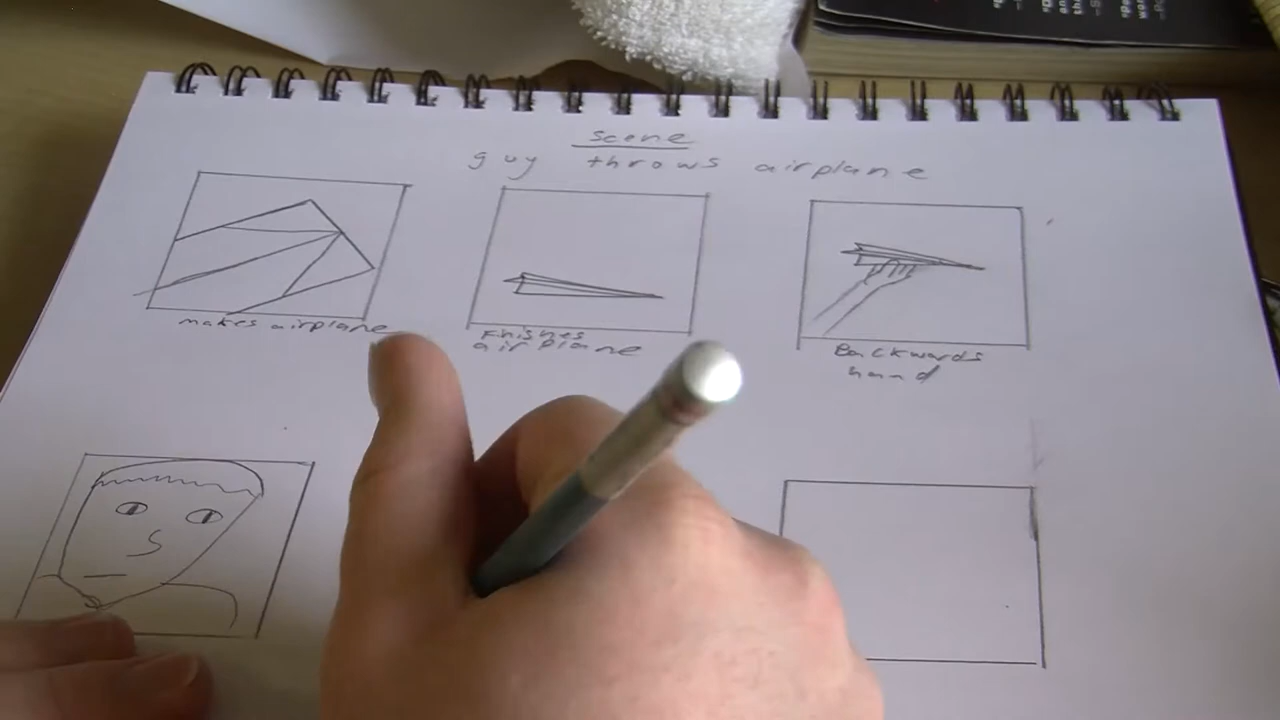 scene
guy throws airplane
makes airplane
finishes
airplane
Backwards
hand